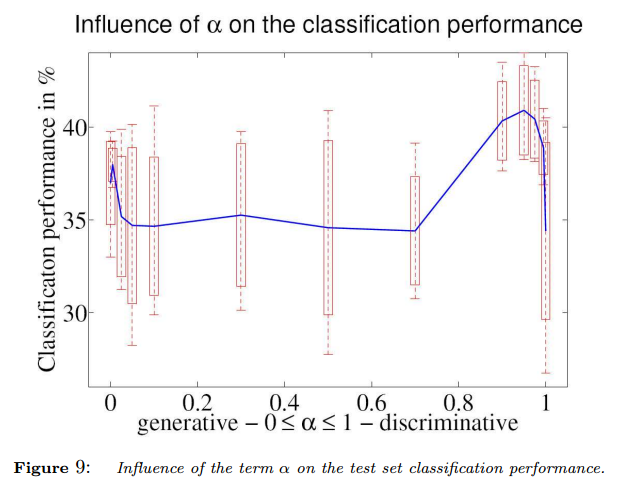 Influence of α on the classification performance
Classificaton performance in %
40
35
30
0 0.2 0.4 0.6 0.8 1
generative – 0 ≤ α ≤ 1 – discriminative
Figure 9: Influence of the term α on the test set classification performance.